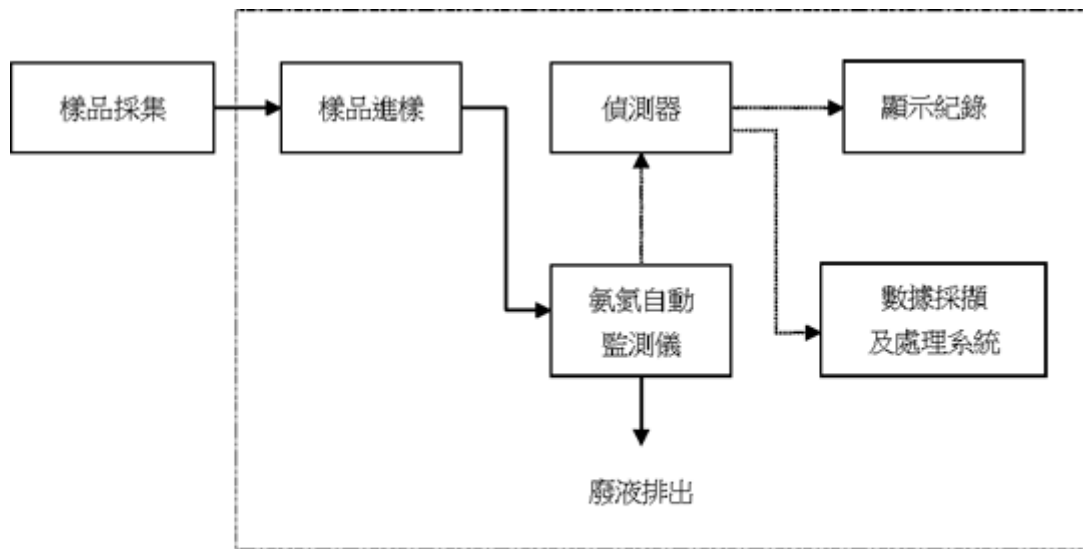 樣品採集
樣品進樣
偵測器
顯示紀錄
氨氮自動
監測儀
數據採擷
及處理系統
廢液排出